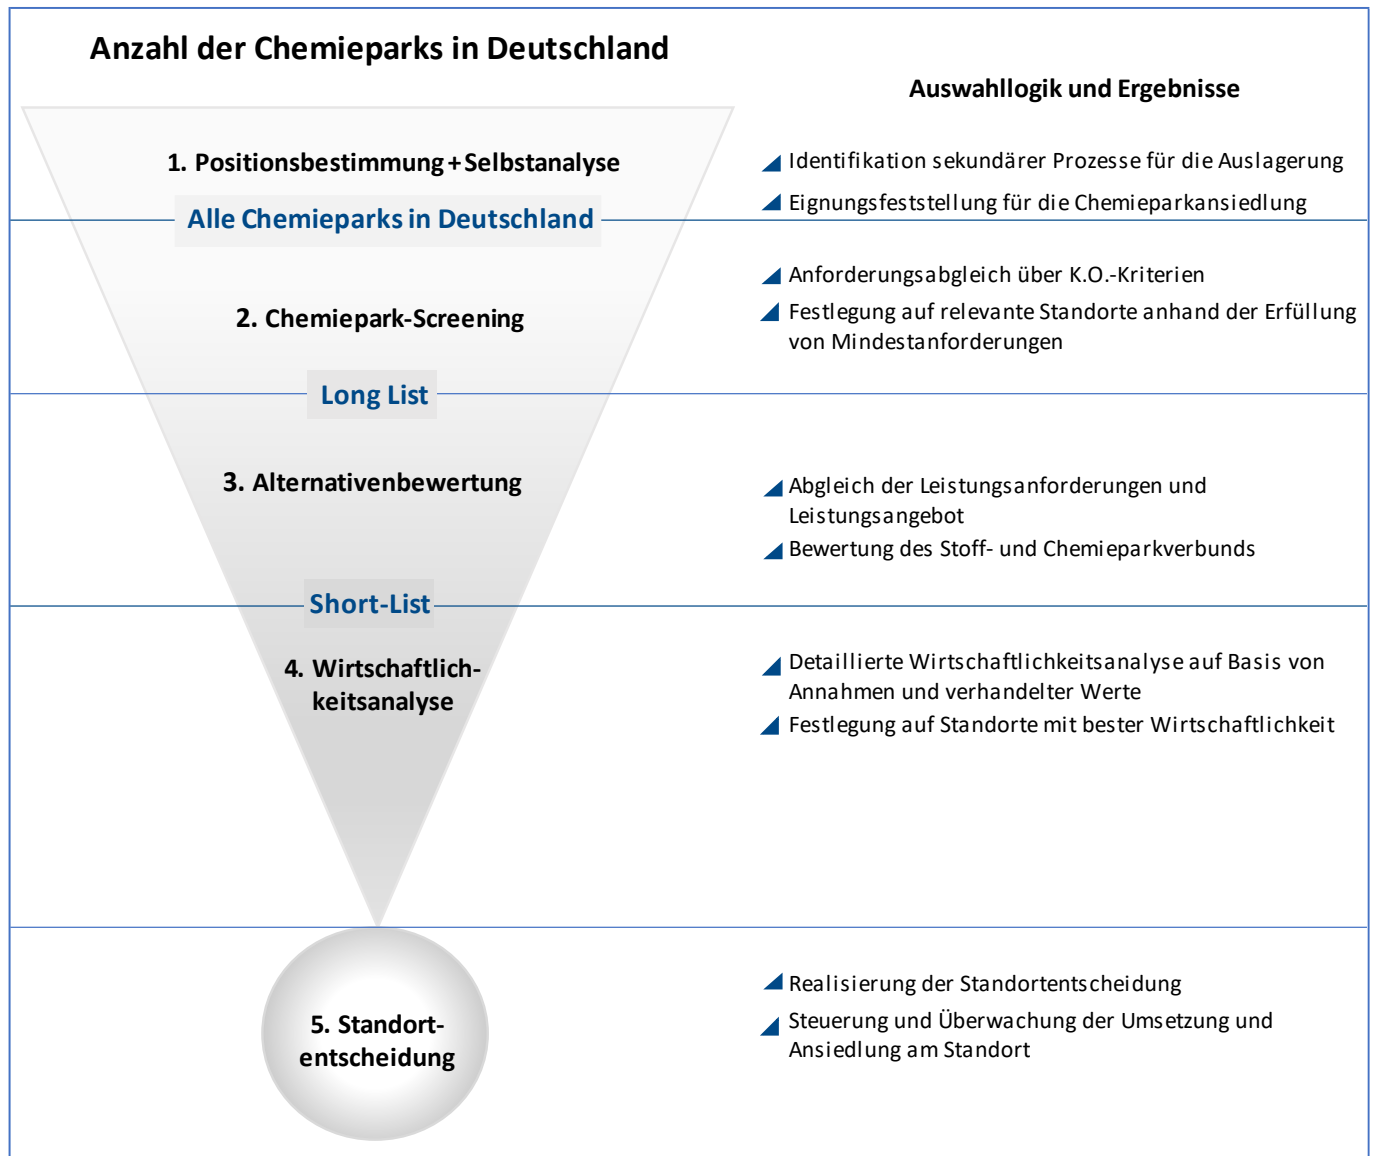 Anzahl der Chemieparks in Deutschland
Auswahllogik und Ergebnisse
1. Positionsbestimmung + Selbstanalyse
Identifikation sekundärer Prozesse für die Auslagerung
Eignungsfeststellung für die Chemieparkansiedlung
Alle Chemieparks in Deutschland
2. Chemiepark-Screening
Anforderungsabgleich über K.O.-Kriterien
Festlegung auf relevante Standorte anhand der Erfüllung
von Mindestanforderungen
Long List
3. Alternativenbewertung
Abgleich der Leistungsanforderungen und
Leistungsangebot
Bewertung des Stoff- und Chemieparkverbunds
Short-List
4. Wirtschaftlich-
keitsanalyse
Detaillierte Wirtschaftlichkeitsanalyse auf Basis von
Annahmen und verhandelter Werte
Festlegung auf Standorte mit bester Wirtschaftlichkeit
5. Standort-
entscheidung
Realisierung der Standortentscheidung
Steuerung und Überwachung der Umsetzung und
Ansiedlung am Standort